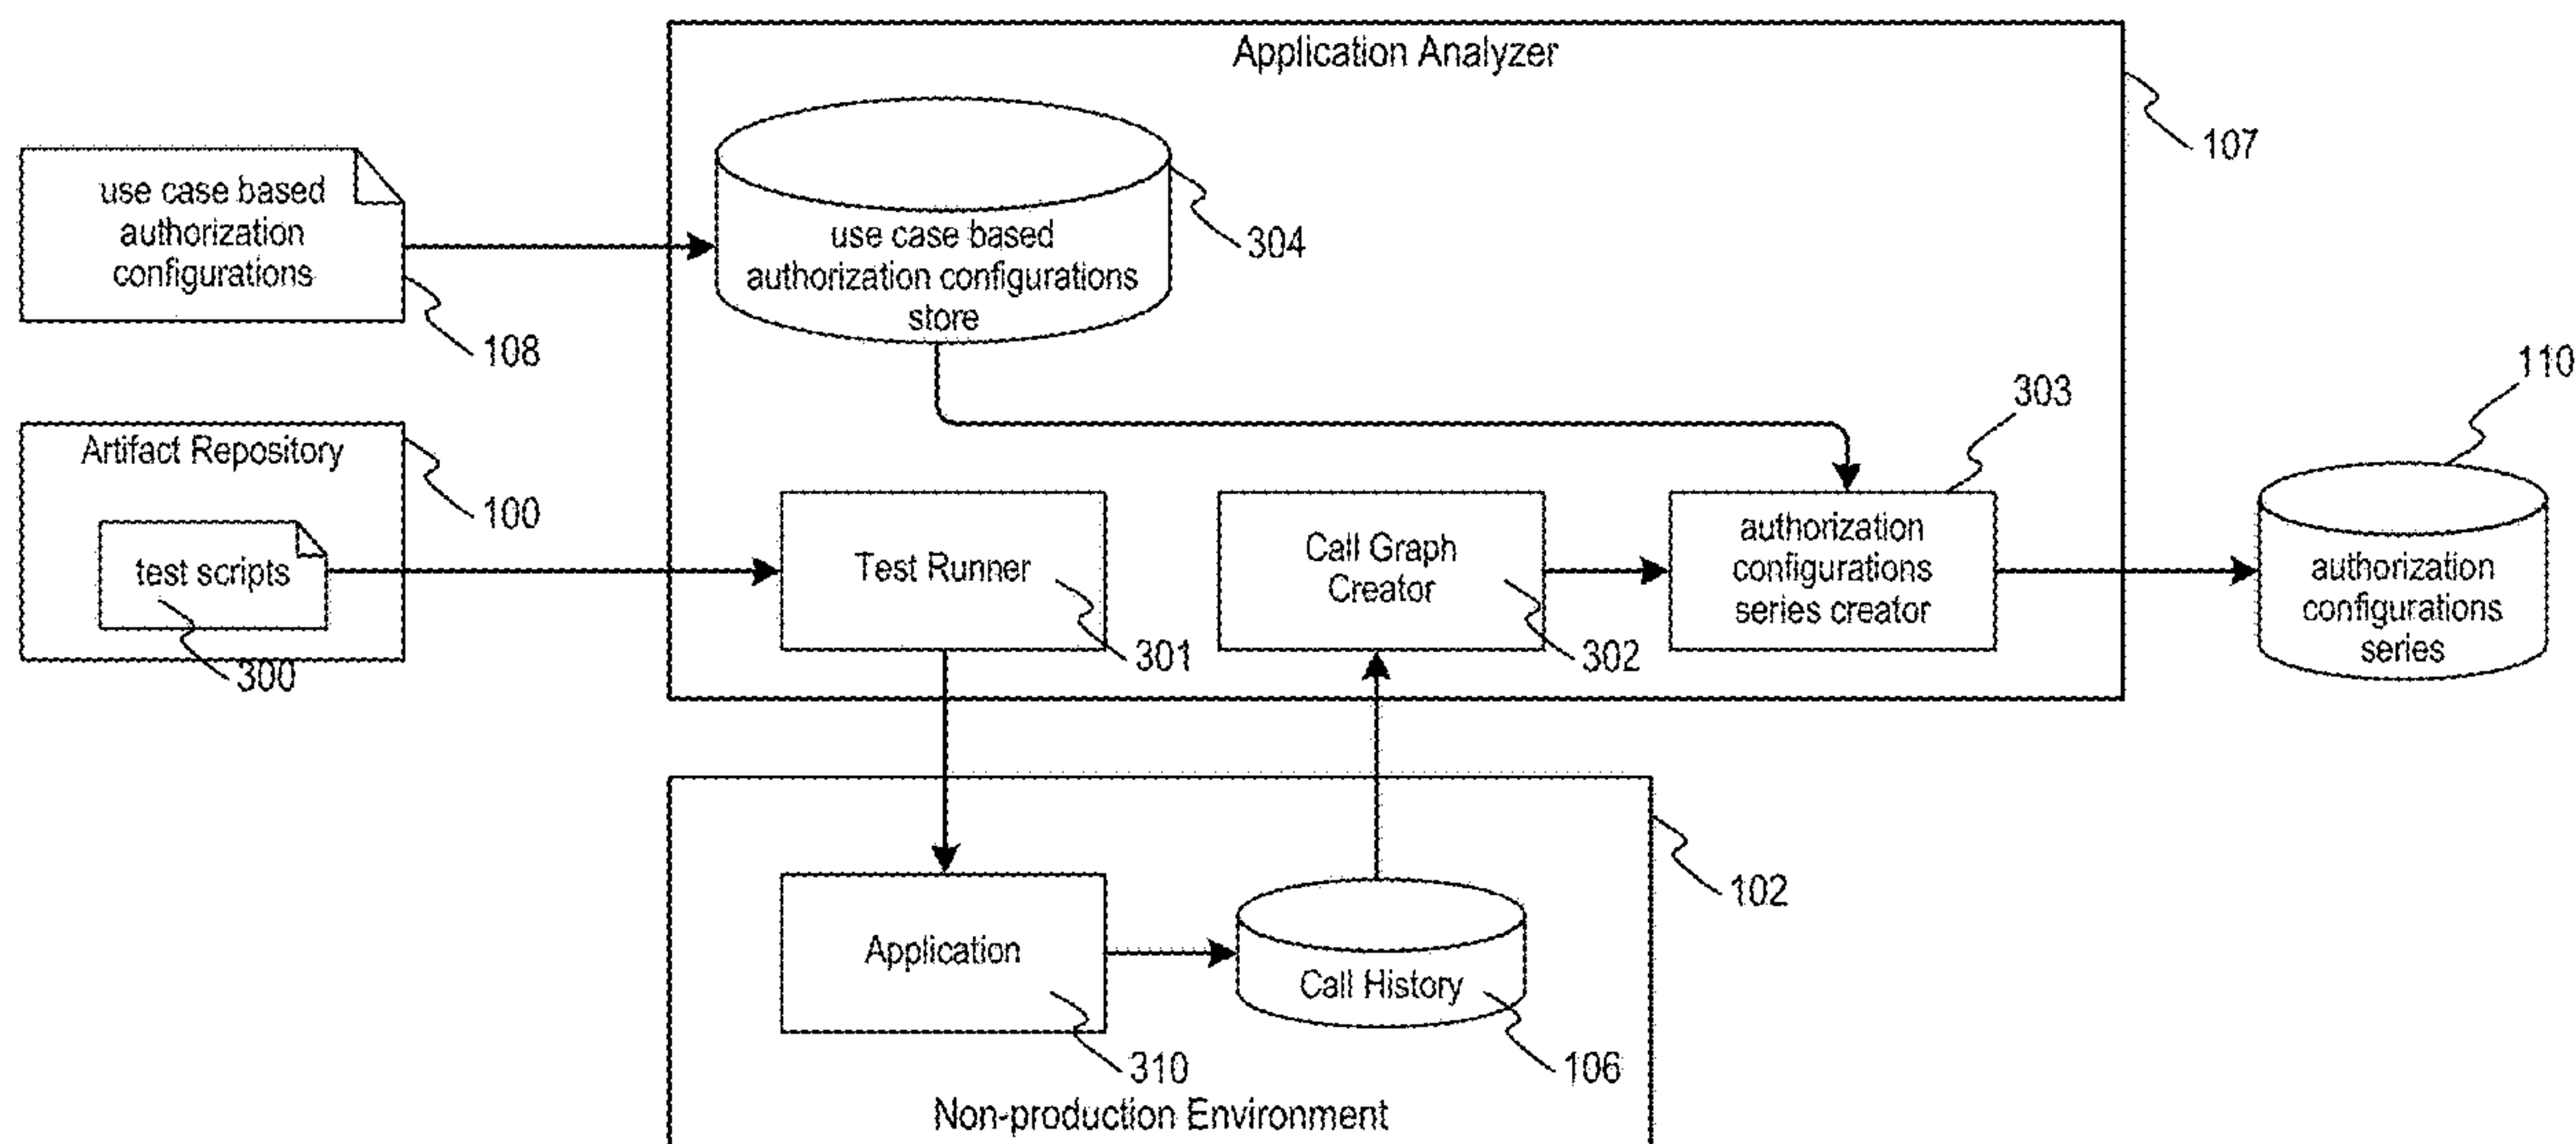 Application Analyzer
107
use case based
authorization
configurations
108
use case based
authorization configurations
store
304
Artifact Repository
100
test scripts
300
Test Runner
301
Call Graph
Creator
302
303
authorization
configurations
series creator
110
authorization
configurations
series
102
Application
310
Call History
106
Non-production Environment